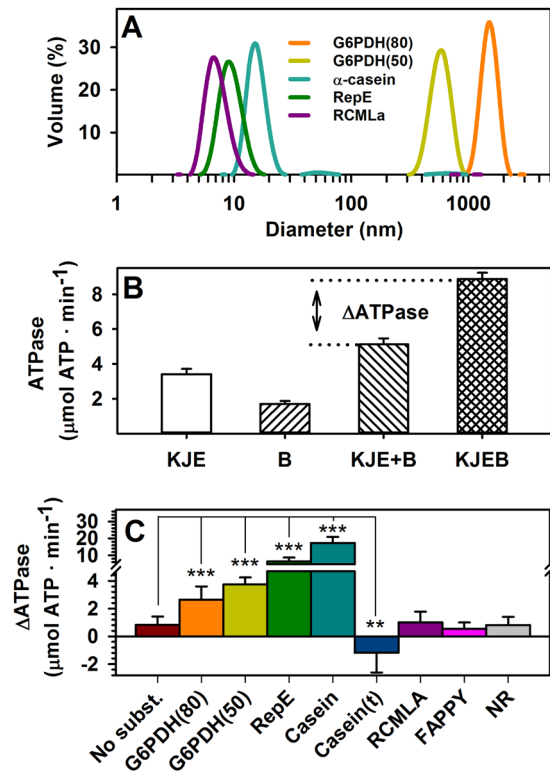 A
Volume (%)
30
20
10
G6PDH(80)
G6PDH(50)
α-casein
RepE
RCMLa
1 10 100 1000
Diameter (nm)
B
ATPase
(μmol ATP · min-1)
8
6
4
2
ΔATPase
KJE B KJE+B KJEB
C
ΔATPase
(μmol ATP · min-1)
30
20
10
4
2
0
-2
*** *** *** *** **
No subst.
G6PDH(80)
G6PDH(50)
RepE
Casein
Casein(t)
RCMLA
FAPPY
NR